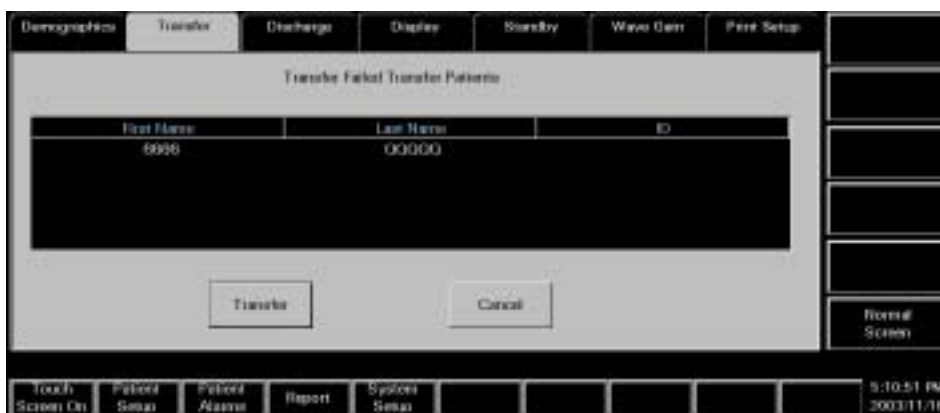 Demographics Transfer Discharge Display Standby Wave Gain Print Setup
Transfer Failed Transfer Patients
First Name Last Name ID
6666 QQQQQ
Transfer Cancel
Normal
Screen
Touch
Screen On
Patient
Setup
Patient
Alarms
Report
System
Setup
5:10:51 PM
2003/11/18